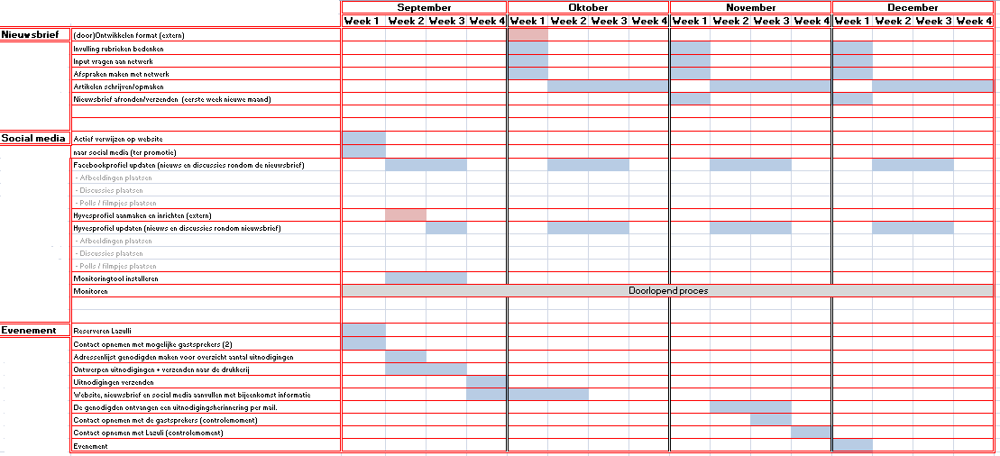 September Oktober November December
Week 1 Week 2 Week 3 Week 4 Week 1 Week 2 Week 3 Week 4 Week 1 Week 2 Week 3 Week 4 Week 1 Week 2 Week 3 Week 4
Nieuwsbrief (door)Ontwikkelen format (extern)
Invulling rubrieken bedenken
Input vragen aan netwerk
Afspraken maken met netwerk
Artikelen schrijven/opmaken
Nieuwsbrief afronden/verzenden (eerste week nieuwe maand)
Social media Actief verwijzen op website
naar social media (ter promotie)
Facebookprofiel updaten (nieuws en discussies rondom de nieuwsbrief)
- Afbeeldingen plaatsen
- Discussies plaatsen
- Polls / filmpjes plaatsen
Hyvesprofiel aanmaken en inrichten (extern)
Hyvesprofiel updaten (nieuws en discussies rondom nieuwsbrief)
- Afbeeldingen plaatsen
- Discussies plaatsen
- Polls / filmpjes plaatsen
Monitoringtool installeren
Monitoren Doorlopend proces
Evenement Reserveren Lazulli
Contact opnemen met mogelijke gastsprekers (2)
Adressenlijst genodigden maken voor overzicht aantal uitnodigingen
Ontwerpen uitnodigingen + verzenden naar de drukkerij
Uitnodigingen verzenden
Website, nieuwsbrief en social media aanvullen met bijeenkomst informatie
De genodigden ontvangen een uitnodigingsherinnering per mail.
Contact opnemen met de gastsprekers (controlemoment)
Contact opnemen met Lazuli (controlemoment)
Evenement